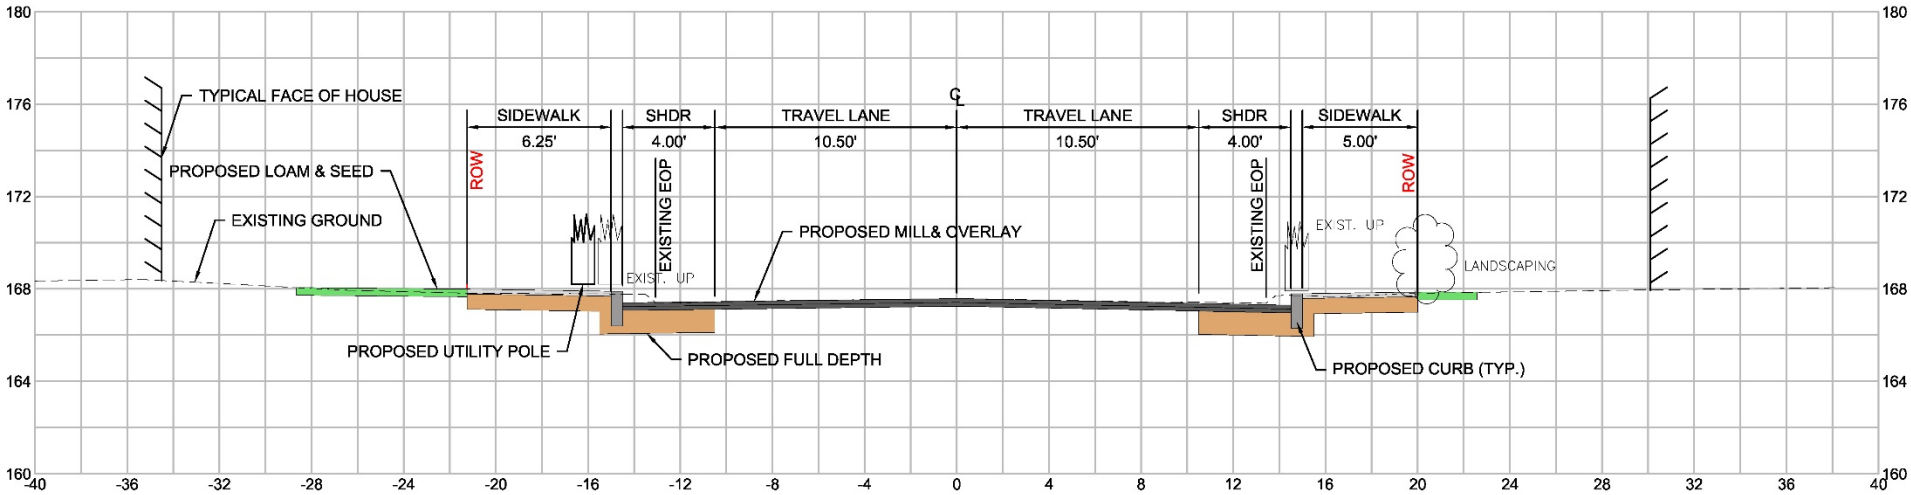 180
180
TYPICAL FACE OF HOUSE
℄
176
176
SIDEWALK
SHDR
TRAVEL LANE
TRAVEL LANE
SHDR
SIDEWALK
6.25'
4.00'
10.50'
10.50'
4.00'
5.00'
PROPOSED LOAM & SEED
ROW
EXISTING EOP
EXISTING EOP
ROW
172
172
EXISTING GROUND
PROPOSED MILL& OVERLAY
EXIST. UP
EXIST. UP
LANDSCAPING
168
168
PROPOSED UTILITY POLE
PROPOSED FULL DEPTH
PROPOSED CURB (TYP.)
164
164
160
160
-40 -36 -32 -28 -24 -20 -16 -12 -8 -4 0 4 8 12 16 20 24 28 32 36 40